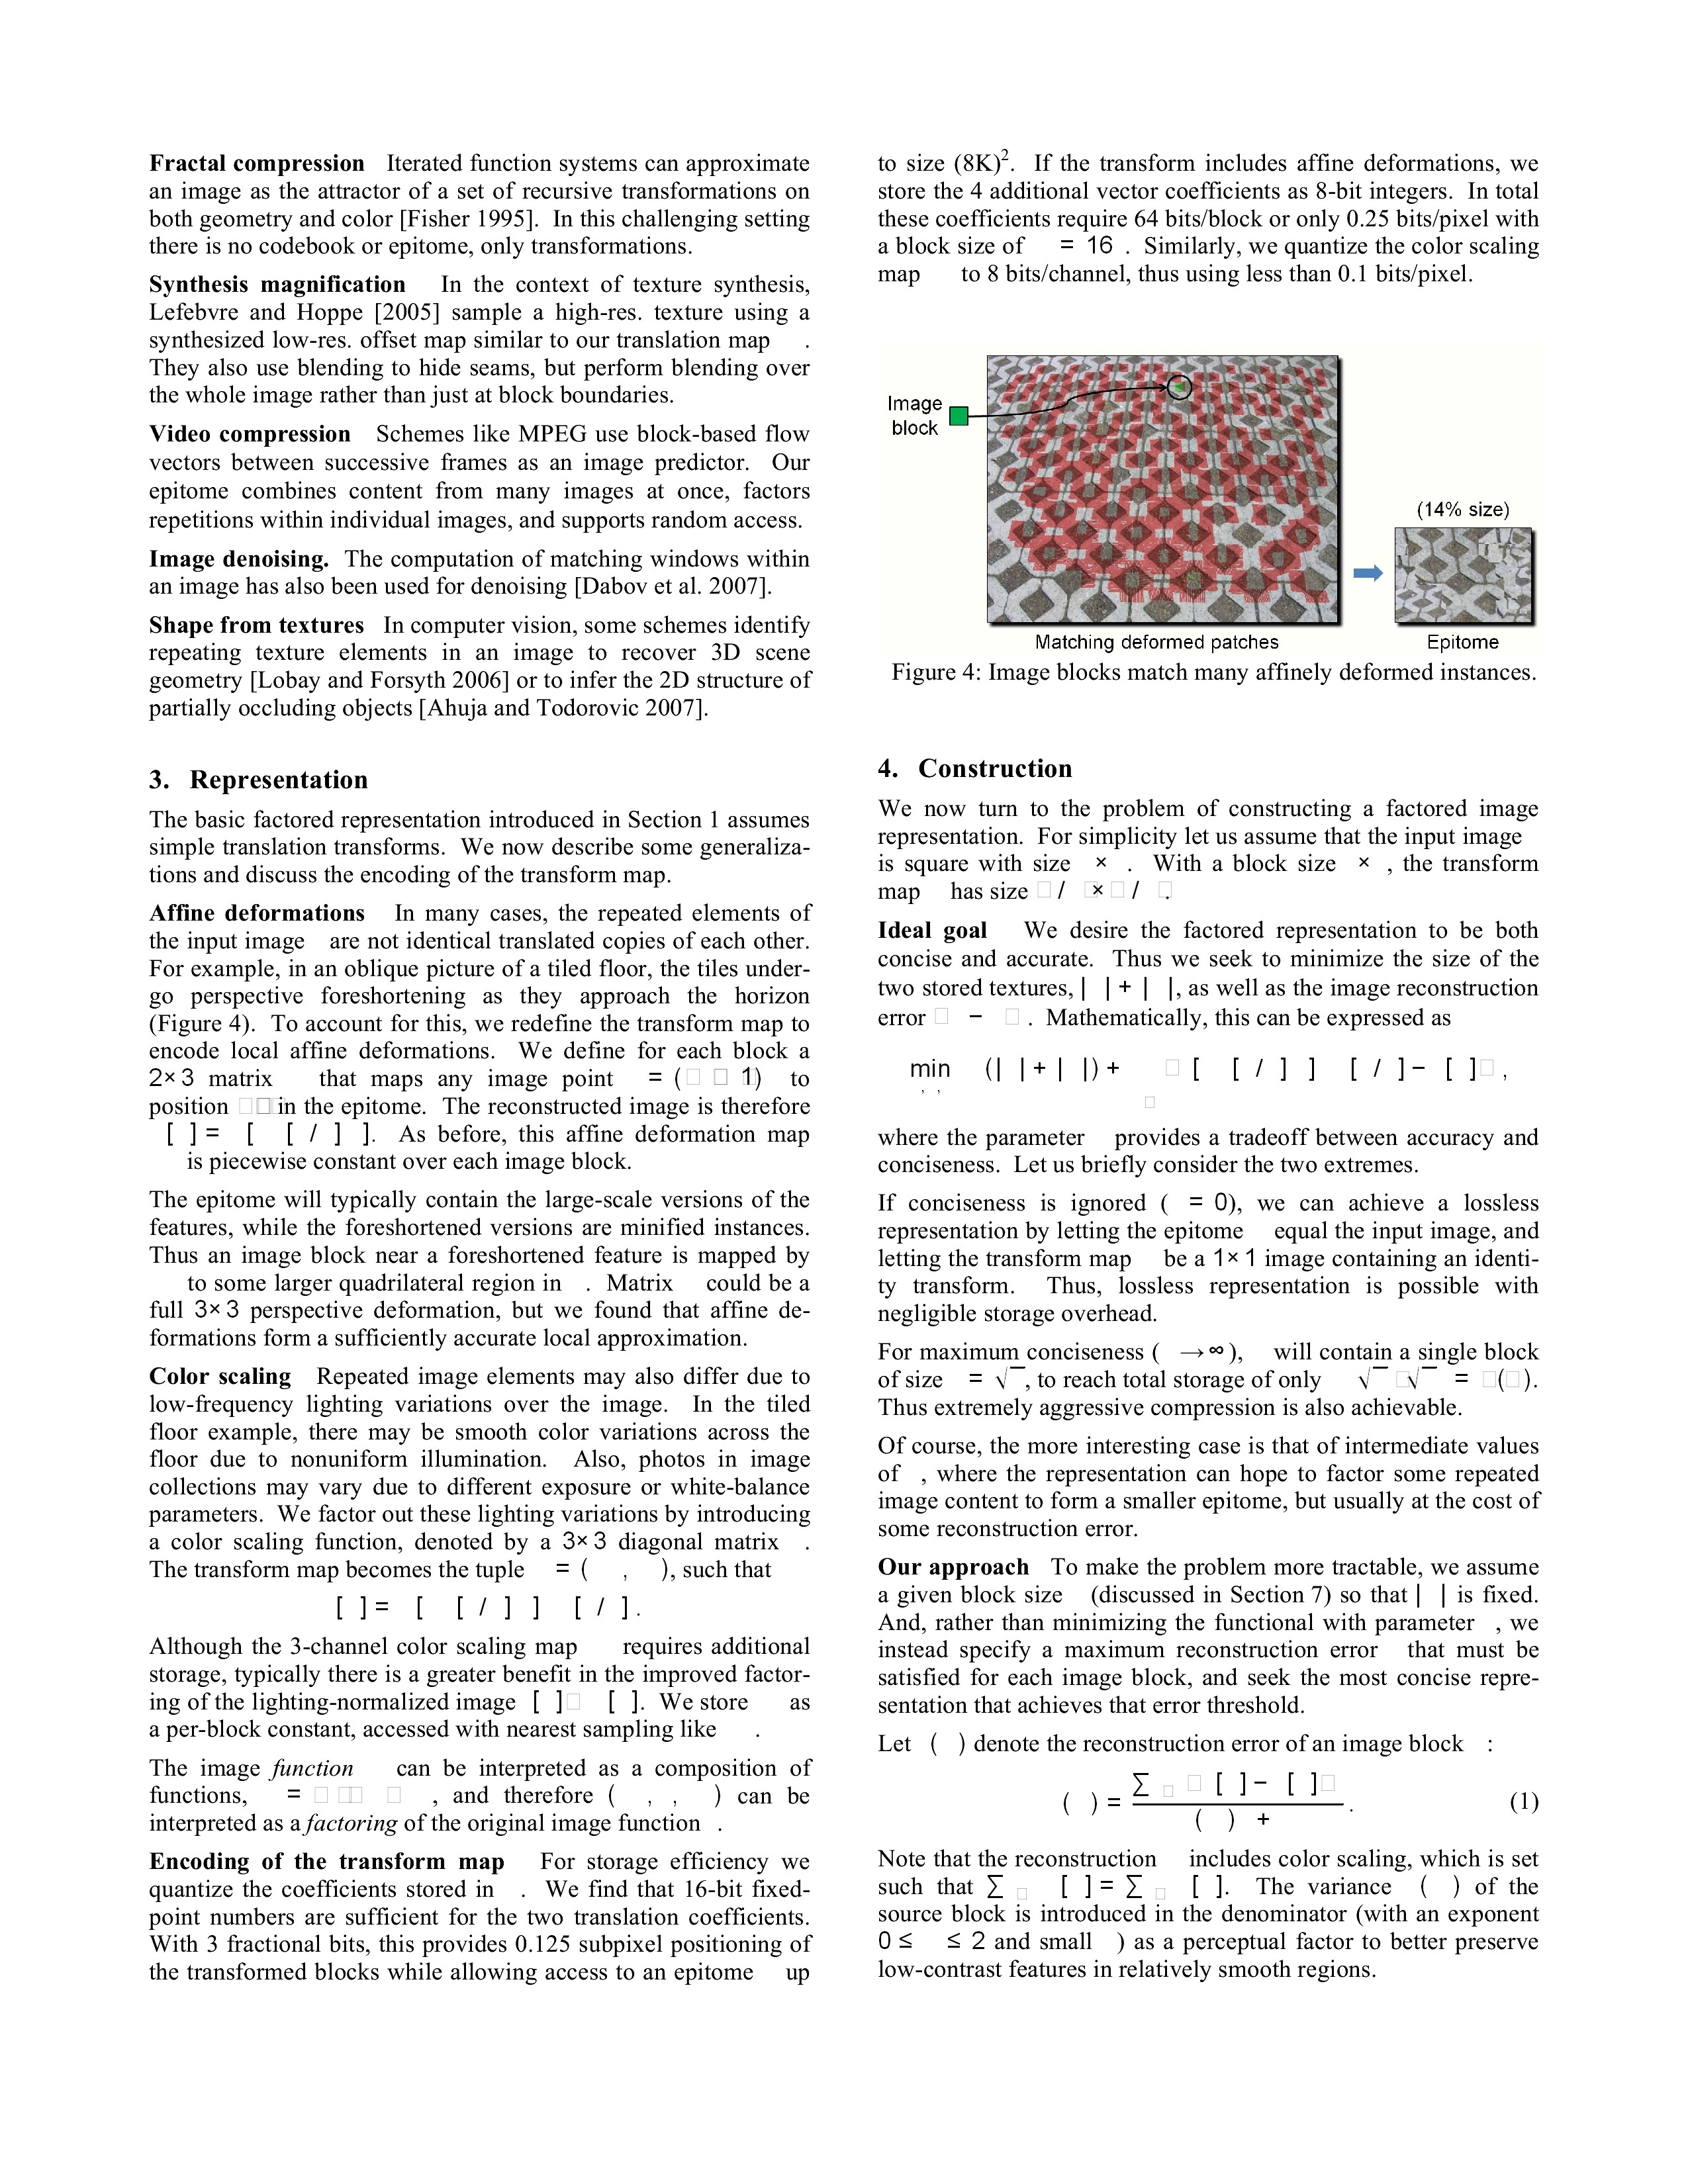 Fractal compression Iterated function systems can approximate
an image as the attractor of a set of recursive transformations on
both geometry and color [Fisher 1995]. In this challenging setting
there is no codebook or epitome, only transformations.
Synthesis magnification In the context of texture synthesis,
Lefebvre and Hoppe [2005] sample a high-res. texture using a
synthesized low-res. offset map similar to our translation map .
They also use blending to hide seams, but perform blending over
the whole image rather than just at block boundaries.
Video compression Schemes like MPEG use block-based flow
vectors between successive frames as an image predictor. Our
epitome combines content from many images at once, factors
repetitions within individual images, and supports random access.
Image denoising. The computation of matching windows within
an image has also been used for denoising [Dabov et al. 2007].
Shape from textures In computer vision, some schemes identify
repeating texture elements in an image to recover 3D scene
geometry [Lobay and Forsyth 2006] or to infer the 2D structure of
partially occluding objects [Ahuja and Todorovic 2007].
3. Representation
The basic factored representation introduced in Section 1 assumes
simple translation transforms. We now describe some generaliza-
tions and discuss the encoding of the transform map.
Affine deformations In many cases, the repeated elements of
the input image are not identical translated copies of each other.
For example, in an oblique picture of a tiled floor, the tiles under-
go perspective foreshortening as they approach the horizon
(Figure 4). To account for this, we redefine the transform map to
encode local affine deformations. We define for each block a
2×3 matrix that maps any image point = (□ □ 1) to
position □□ in the epitome. The reconstructed image is therefore
[ ] = [ [ / ] ]. As before, this affine deformation map
is piecewise constant over each image block.
The epitome will typically contain the large-scale versions of the
features, while the foreshortened versions are minified instances.
Thus an image block near a foreshortened feature is mapped by
to some larger quadrilateral region in . Matrix could be a
full 3×3 perspective deformation, but we found that affine de-
formations form a sufficiently accurate local approximation.
Color scaling Repeated image elements may also differ due to
low-frequency lighting variations over the image. In the tiled
floor example, there may be smooth color variations across the
floor due to nonuniform illumination. Also, photos in image
collections may vary due to different exposure or white-balance
parameters. We factor out these lighting variations by introducing
a color scaling function, denoted by a 3×3 diagonal matrix .
The transform map becomes the tuple = ( , ), such that
[ ] = [ [ / ] ] [ / ] .
Although the 3-channel color scaling map requires additional
storage, typically there is a greater benefit in the improved factor-
ing of the lighting-normalized image [ ]□ [ ]. We store as
a per-block constant, accessed with nearest sampling like .
The image function can be interpreted as a composition of
functions, = □ □□ □ , and therefore ( , , ) can be
interpreted as a factoring of the original image function .
Encoding of the transform map For storage efficiency we
quantize the coefficients stored in . We find that 16-bit fixed-
point numbers are sufficient for the two translation coefficients.
With 3 fractional bits, this provides 0.125 subpixel positioning of
the transformed blocks while allowing access to an epitome up
to size (8K)². If the transform includes affine deformations, we
store the 4 additional vector coefficients as 8-bit integers. In total
these coefficients require 64 bits/block or only 0.25 bits/pixel with
a block size of = 16 . Similarly, we quantize the color scaling
map to 8 bits/channel, thus using less than 0.1 bits/pixel.
Image
block
(14% size)
Matching deformed patches
Epitome
Figure 4: Image blocks match many affinely deformed instances.
4. Construction
We now turn to the problem of constructing a factored image
representation. For simplicity let us assume that the input image
is square with size × . With a block size × , the transform
map has size □ / □× □ / □.
Ideal goal We desire the factored representation to be both
concise and accurate. Thus we seek to minimize the size of the
two stored textures, | | + | |, as well as the image reconstruction
error □ − □ . Mathematically, this can be expressed as
min (| | + | |) + □ [ [ / ] ] [ / ] − [ ]□ ,
, , □
where the parameter provides a tradeoff between accuracy and
conciseness. Let us briefly consider the two extremes.
If conciseness is ignored ( = 0), we can achieve a lossless
representation by letting the epitome equal the input image, and
letting the transform map be a 1×1 image containing an identi-
ty transform. Thus, lossless representation is possible with
negligible storage overhead.
For maximum conciseness ( → ∞), will contain a single block
of size = √ , to reach total storage of only √ □√ = □(□).
Thus extremely aggressive compression is also achievable.
Of course, the more interesting case is that of intermediate values
of , where the representation can hope to factor some repeated
image content to form a smaller epitome, but usually at the cost of
some reconstruction error.
Our approach To make the problem more tractable, we assume
a given block size (discussed in Section 7) so that | | is fixed.
And, rather than minimizing the functional with parameter , we
instead specify a maximum reconstruction error that must be
satisfied for each image block, and seek the most concise repre-
sentation that achieves that error threshold.
Let ( ) denote the reconstruction error of an image block :
∑ □ □ [ ] − [ ]□
( ) = . (1)
( ) +
Note that the reconstruction includes color scaling, which is set
such that ∑ □ [ ] = ∑ □ [ ]. The variance ( ) of the
source block is introduced in the denominator (with an exponent
0 ≤ ≤ 2 and small ) as a perceptual factor to better preserve
low-contrast features in relatively smooth regions.